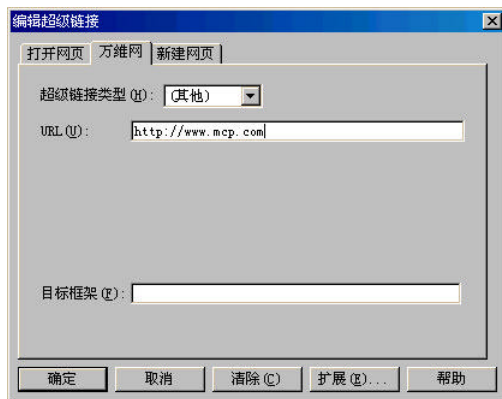 编辑超级链接
打开网页 万维网 新建网页
超级链接类型(H): (其他)
URL(U): http://www.mcp.com
目标框架(F):
确定 取消 清除(C) 扩展(E)... 帮助